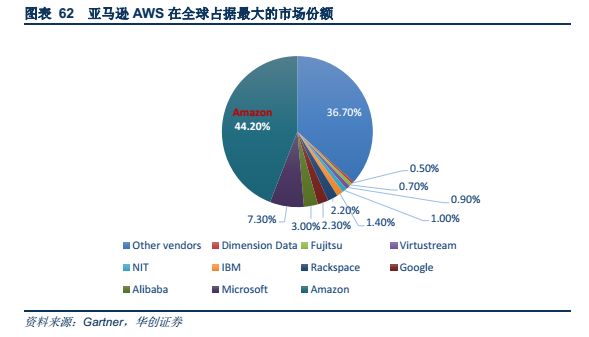 图表 62 亚马逊 AWS 在全球占据最大的市场份额
Amazon
44.20%
36.70%
0.50%
0.70%
0.90%
1.00%
1.40%
2.20%
2.30%
3.00%
7.30%
Other vendors Dimension Data Fujitsu Virtustream
NIT IBM Rackspace Google
Alibaba Microsoft Amazon
资料来源：Gartner，华创证券